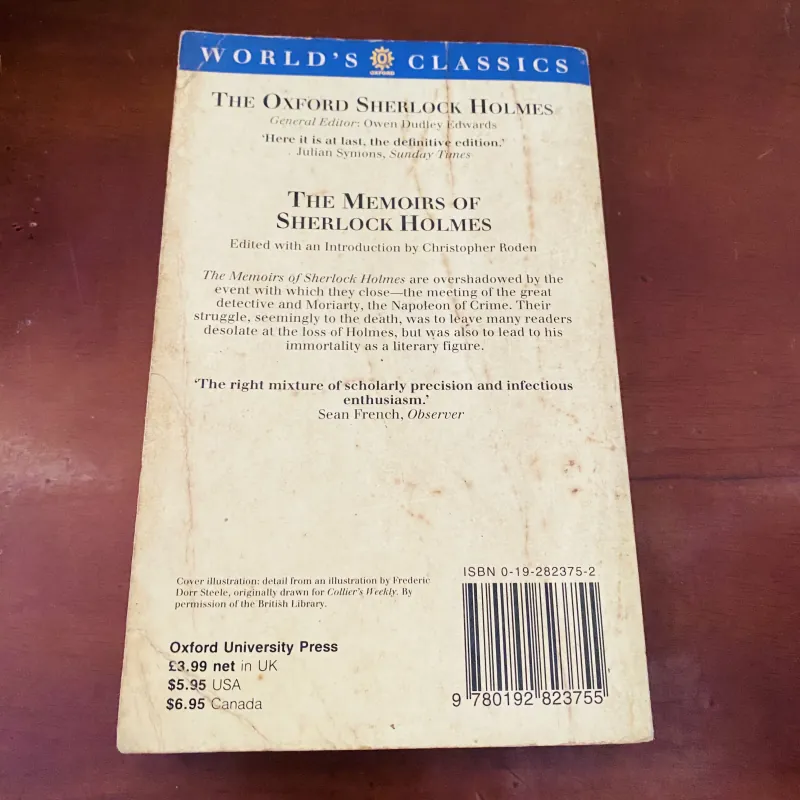 WORLD'S OXFORD CLASSICS
THE OXFORD SHERLOCK HOLMES
General Editor: Owen Dudley Edwards
‘Here it is at last, the definitive edition.’
Julian Symons, Sunday Times
THE MEMOIRS OF
SHERLOCK HOLMES
Edited with an Introduction by Christopher Roden
The Memoirs of Sherlock Holmes are overshadowed by the
event with which they close—the meeting of the great
detective and Moriarty, the Napoleon of Crime. Their
struggle, seemingly to the death, was to leave many readers
desolate at the loss of Holmes, but was also to lead to his
immortality as a literary figure.
‘The right mixture of scholarly precision and infectious
enthusiasm.’
Sean French, Observer
Cover illustration: detail from an illustration by Frederic
Dorr Steele, originally drawn for Collier's Weekly. By
permission of the British Library.
Oxford University Press
£3.99 net in UK
$5.95 USA
$6.95 Canada
ISBN 0-19-282375-2
9 780192 823755